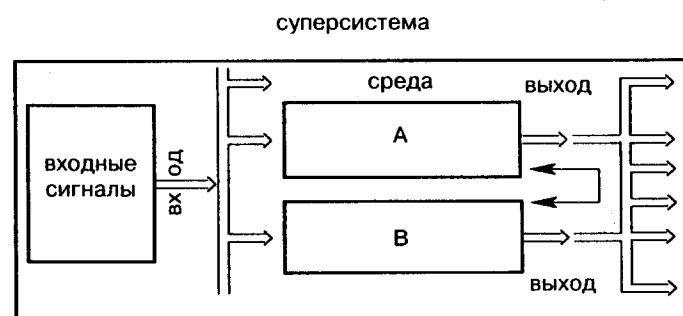 суперсистема
среда
выход
входные
сигналы
вход
А
В
выход